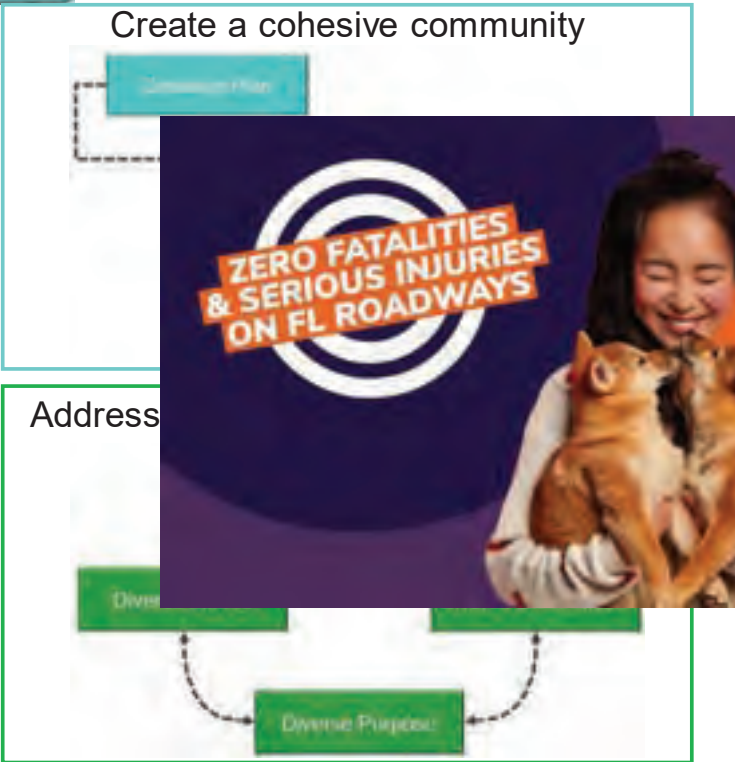 Create a cohesive community
ZERO FATALITIES
& SERIOUS INJURIES
ON FL ROADWAYS
Address
Diverse Purpose